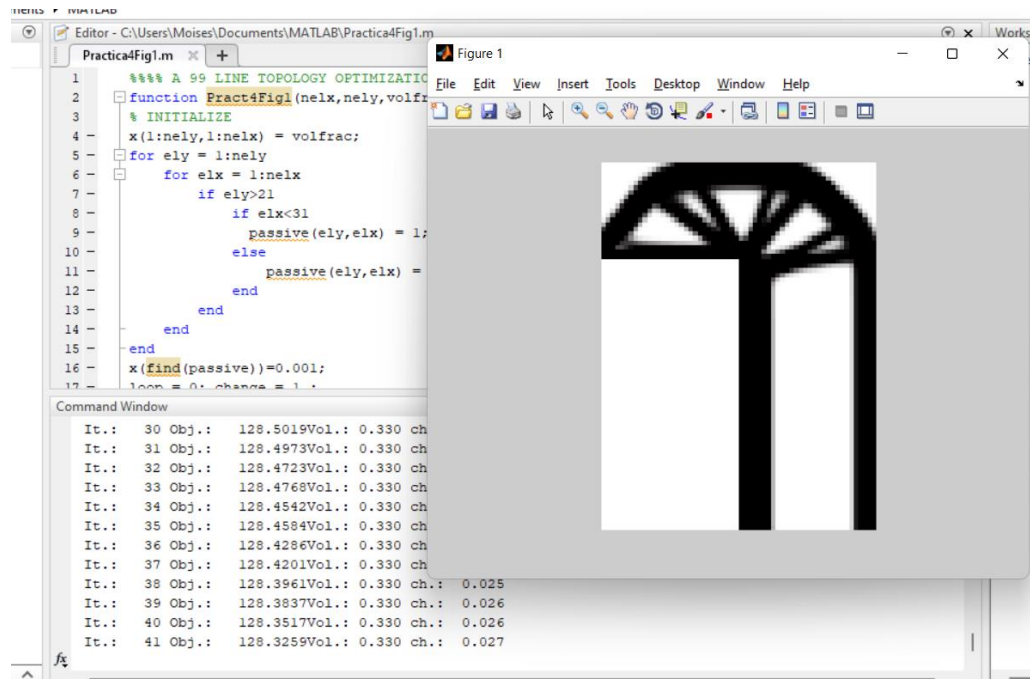 MATLAB
Editor - C:\Users\Moises\Documents\MATLAB\Practica4Fig1.m
Works
Practica4Fig1.m
1 %%%% A 99 LINE TOPOLOGY OPTIMIZATIO
2 function Pract4Fig1(nelx,nely,volfr
3 % INITIALIZE
4 x(1:nely,1:nelx) = volfrac;
5 for ely = 1:nely
6 for elx = 1:nelx
7 if ely>21
8 if elx<31
9 passive(ely,elx) = 1;
10 else
11 passive(ely,elx) =
12 end
13 end
14 end
15 end
16 x(find(passive))=0.001;
17 loop = 0; change = 1.;
Figure 1
File Edit View Insert Tools Desktop Window Help
Command Window
It.: 30 Obj.: 128.5019Vol.: 0.330 ch
It.: 31 Obj.: 128.4973Vol.: 0.330 ch
It.: 32 Obj.: 128.4723Vol.: 0.330 ch
It.: 33 Obj.: 128.4768Vol.: 0.330 ch
It.: 34 Obj.: 128.4542Vol.: 0.330 ch
It.: 35 Obj.: 128.4584Vol.: 0.330 ch
It.: 36 Obj.: 128.4286Vol.: 0.330 ch
It.: 37 Obj.: 128.4201Vol.: 0.330 ch
It.: 38 Obj.: 128.3961Vol.: 0.330 ch.: 0.025
It.: 39 Obj.: 128.3837Vol.: 0.330 ch.: 0.026
It.: 40 Obj.: 128.3517Vol.: 0.330 ch.: 0.026
It.: 41 Obj.: 128.3259Vol.: 0.330 ch.: 0.027
fx